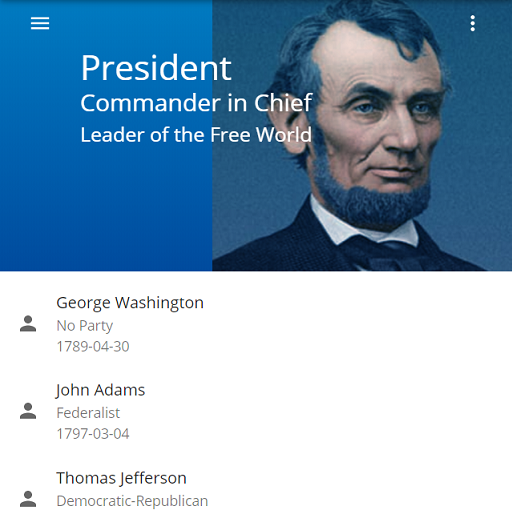 President
Commander in Chief
Leader of the Free World
George Washington
No Party
1789-04-30
John Adams
Federalist
1797-03-04
Thomas Jefferson
Democratic-Republican